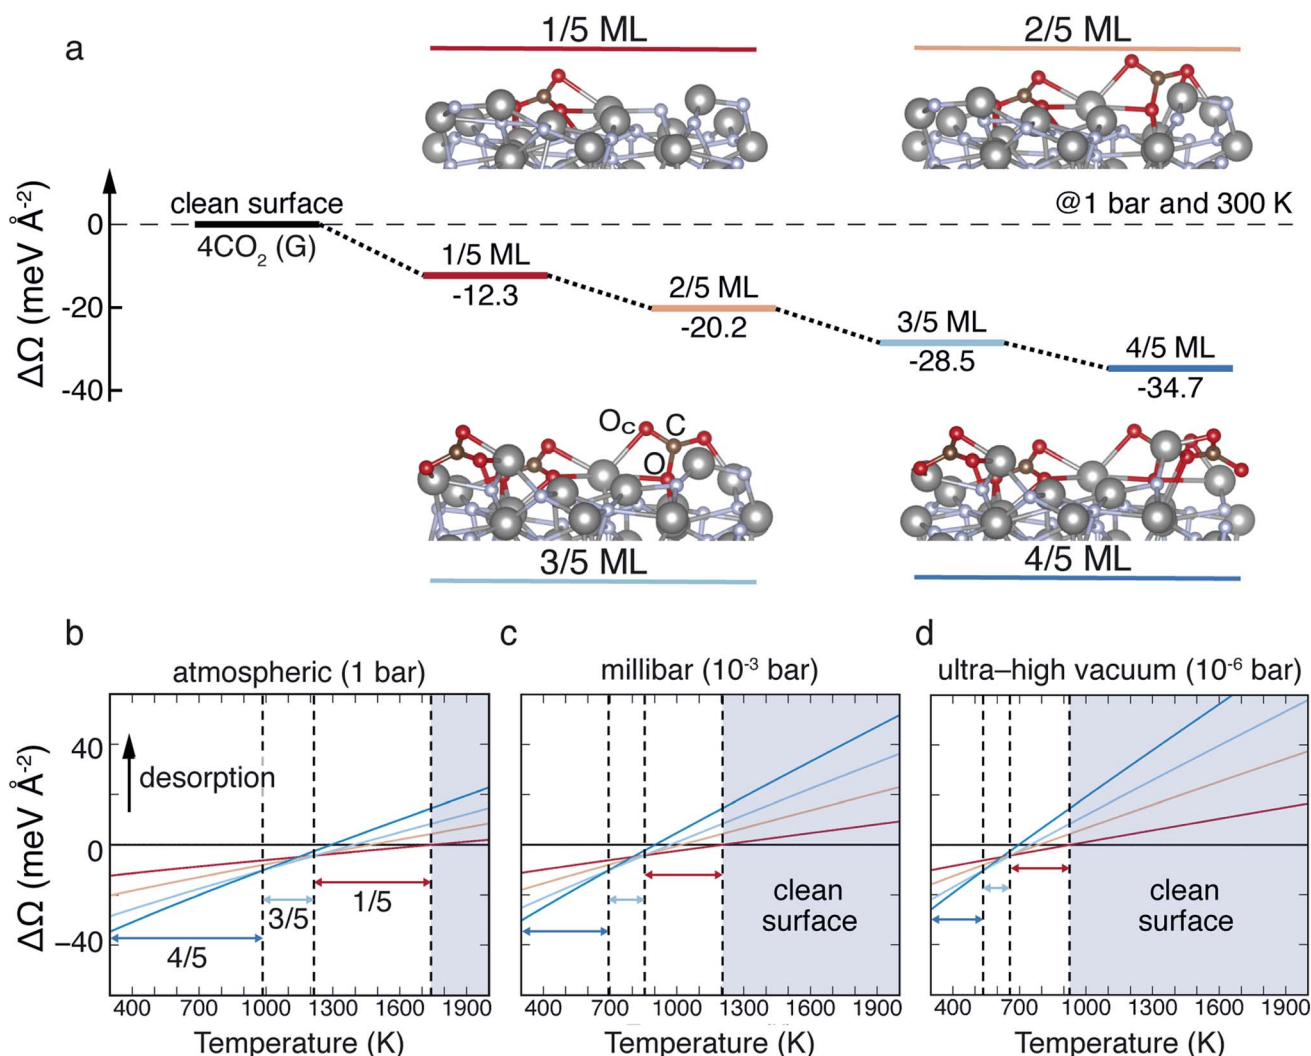 a
1/5 ML
2/5 ML
ΔΩ (meV Å⁻²)
0
-20
-40
clean surface
4CO₂ (G)
@1 bar and 300 K
1/5 ML
-12.3
2/5 ML
-20.2
3/5 ML
-28.5
4/5 ML
-34.7
O_C
C
O
3/5 ML
4/5 ML
b
c
d
atmospheric (1 bar)
millibar (10⁻³ bar)
ultra–high vacuum (10⁻⁶ bar)
ΔΩ (meV Å⁻²)
40
0
−40
desorption
4/5
3/5
1/5
clean
surface
clean
surface
400 700 1000 1300 1600 1900
400 700 1000 1300 1600 1900
400 700 1000 1300 1600 1900
Temperature (K)
Temperature (K)
Temperature (K)